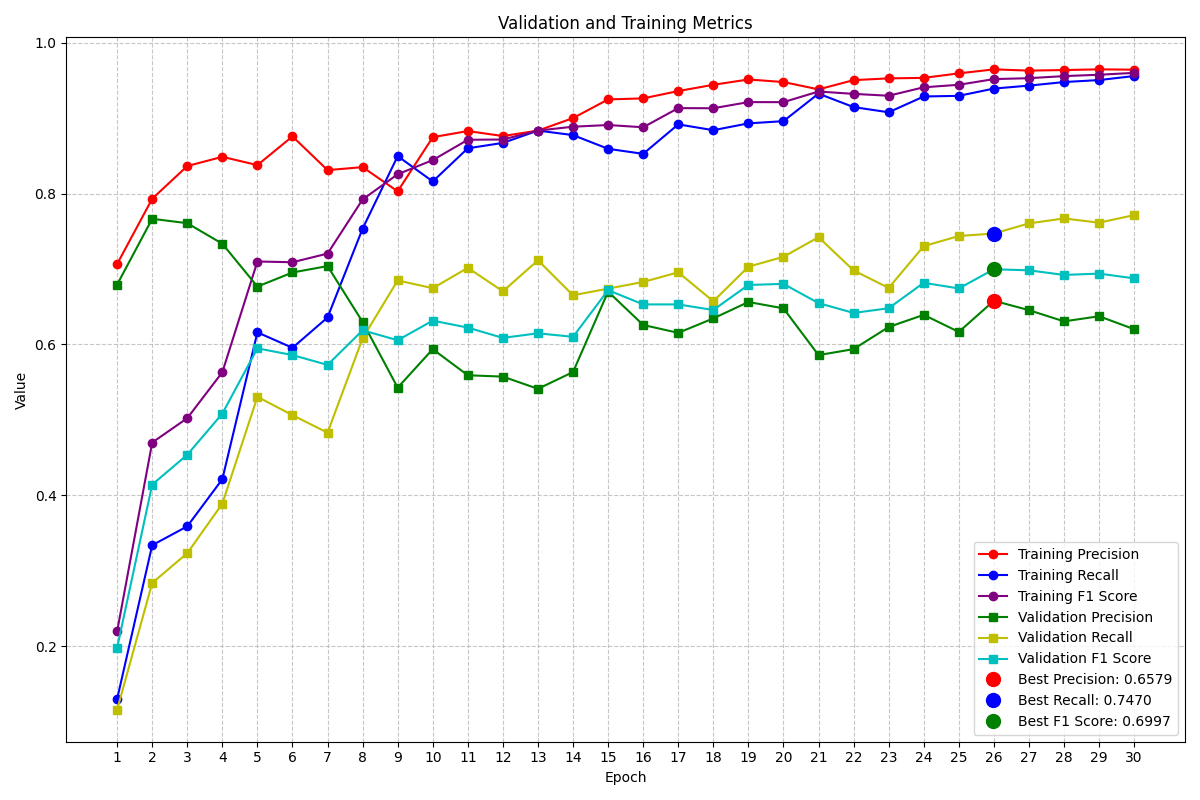 Validation and Training Metrics
1.0
0.8
0.6
0.4
0.2
Value
1 2 3 4 5 6 7 8 9 10 11 12 13 14 15 16 17 18 19 20 21 22 23 24 25 26 27 28 29 30
Epoch
Training Precision
Training Recall
Training F1 Score
Validation Precision
Validation Recall
Validation F1 Score
Best Precision: 0.6579
Best Recall: 0.7470
Best F1 Score: 0.6997